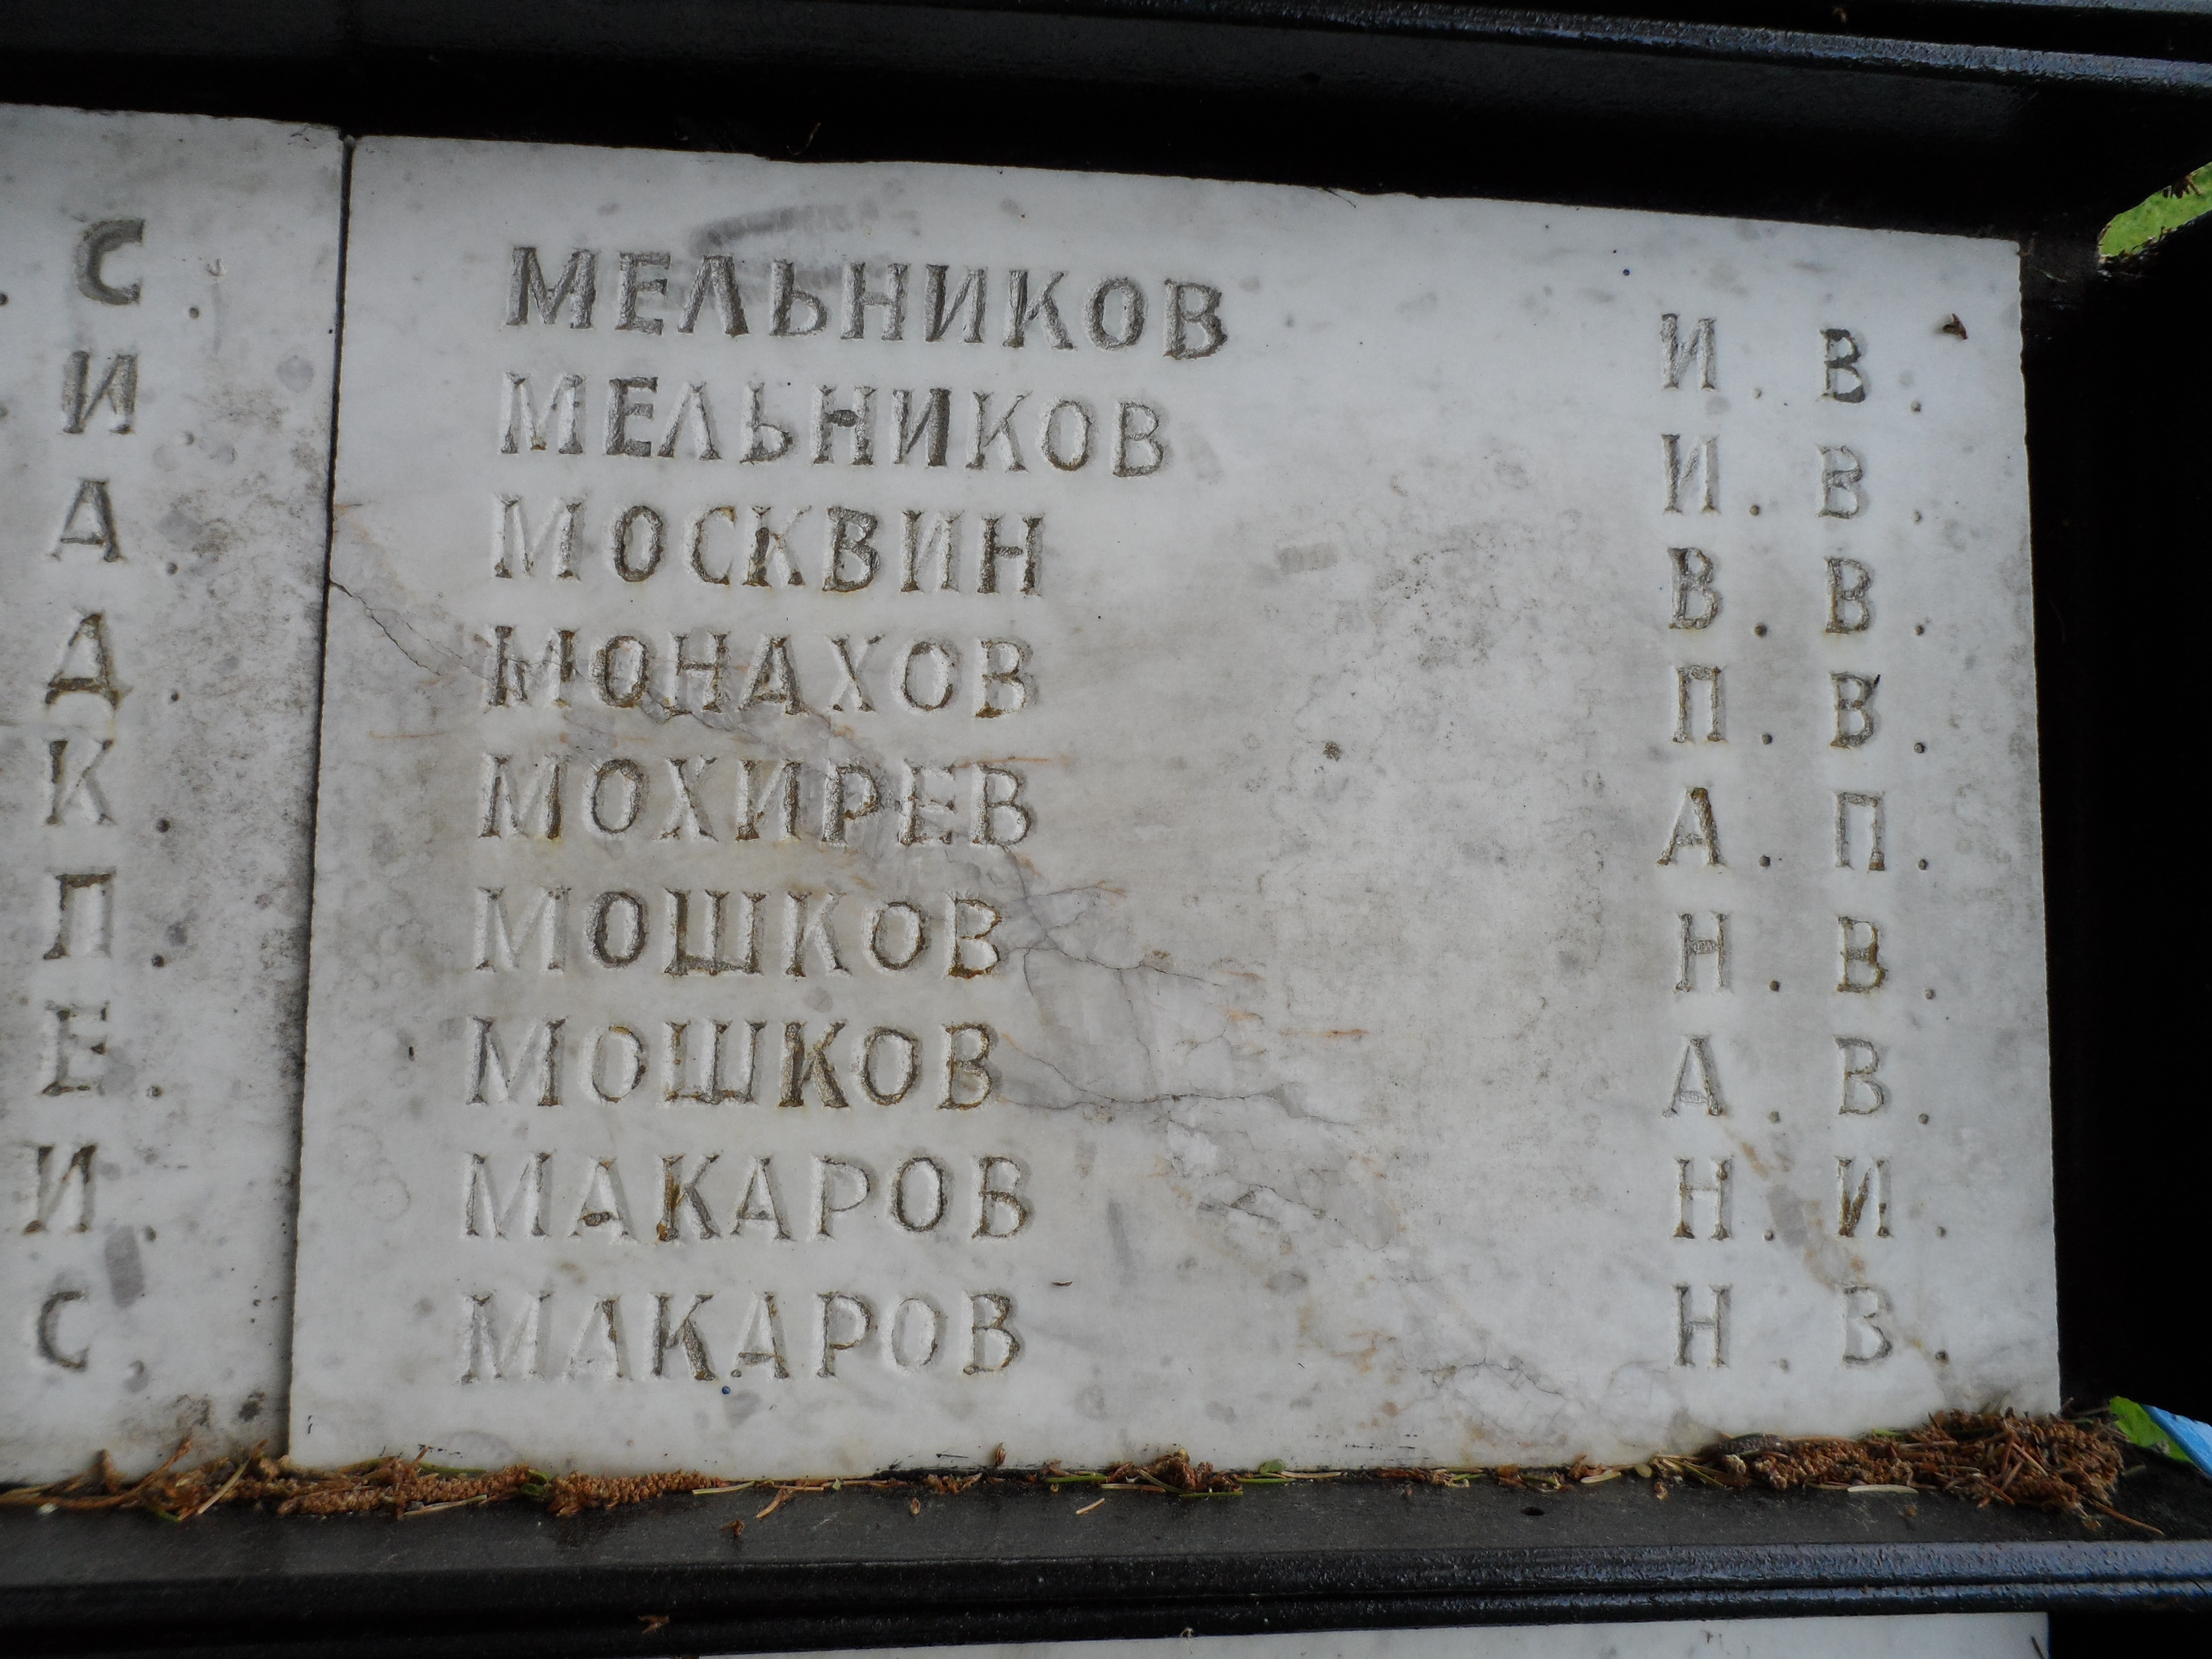 С.
И.
А.
Д.
К.
П.
Е.
И.
С.
МЕЛЬНИКОВ И. В.
МЕЛЬНИКОВ И. В.
МОСКВИН В. В.
МОНАХОВ П. В.
МОХИРЕВ А. П.
МОШКОВ Н. В.
МОШКОВ А. В.
МАКАРОВ Н. И.
МАКАРОВ Н. В.